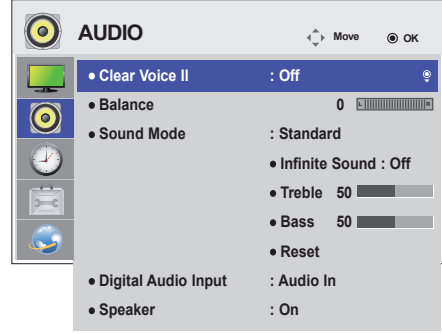 AUDIO Move OK
• Clear Voice II : Off
• Balance 0 L R
• Sound Mode : Standard
• Infinite Sound : Off
• Treble 50
• Bass 50
• Reset
• Digital Audio Input : Audio In
• Speaker : On